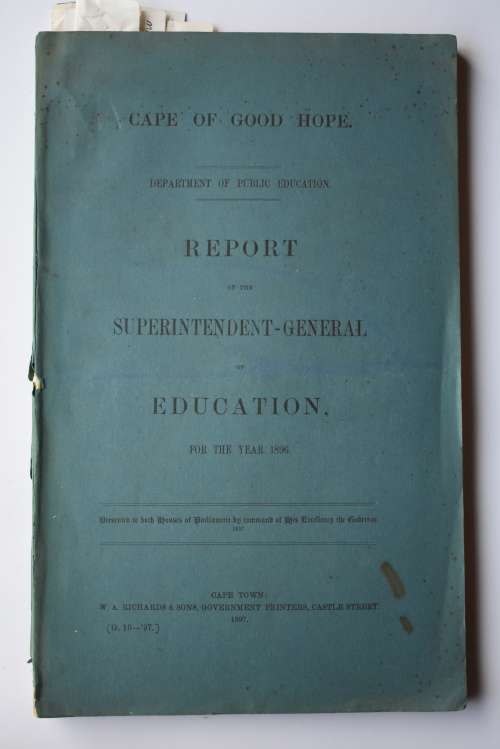 CAPE OF GOOD HOPE.
DEPARTMENT OF PUBLIC EDUCATION.
REPORT
OF THE
SUPERINTENDENT-GENERAL
OF
EDUCATION,
FOR THE YEAR 1896.
Presented to both Houses of Parliament by command of His Excellency the Governor.
1897.
CAPE TOWN:
W. A. RICHARDS & SONS, GOVERNMENT PRINTERS, CASTLE STREET.
1897.
[G. 10—'97.]